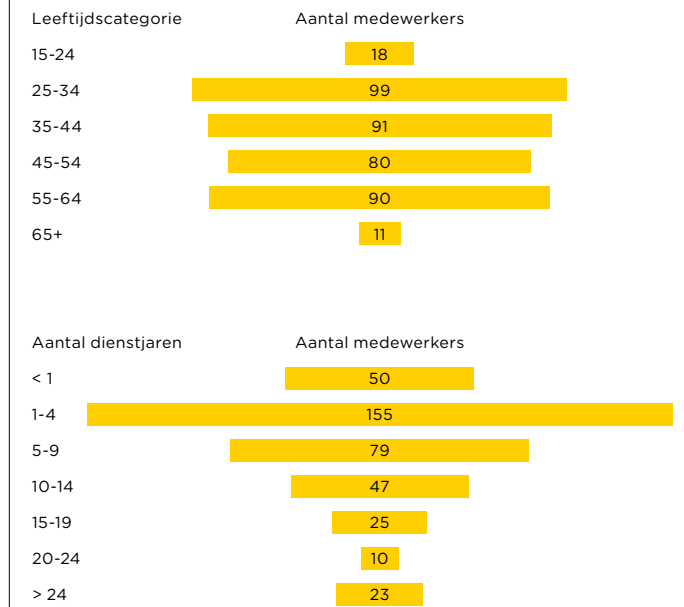 Leeftijdscategorie Aantal medewerkers
15-24 18
25-34 99
35-44 91
45-54 80
55-64 90
65+ 11
Aantal dienstjaren Aantal medewerkers
< 1 50
1-4 155
5-9 79
10-14 47
15-19 25
20-24 10
> 24 23